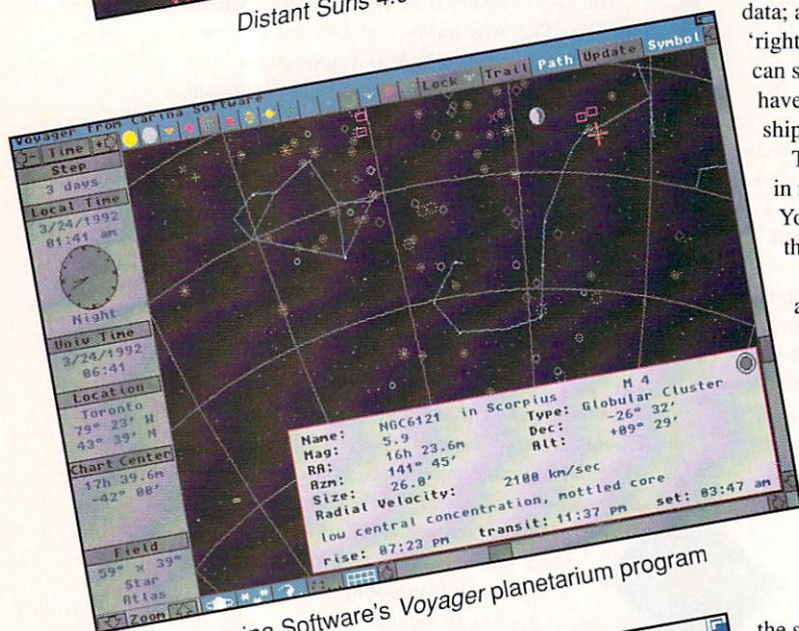 Distant Suns 4.
Voyager from Carina Software
Lock
Trail
Path
Update
Symbol
Time
Step
3 days
Local Time
3/24/1992
01:41 am
Night
Univ Time
3/24/1992
06:41
Location
Toronto
79° 23' W
43° 39' N
Chart Center
17h 39.6m
-42° 00'
Field
59° x 39°
Star
Atlas
Zoom
Name: NGC6121 in Scorpius M 4
Mag: 5.9 Type: Globular Cluster
RA: 16h 23.6m Dec: -26° 32'
Azm: 141° 45' Alt: +09° 29'
Size: 26.0'
Radial Velocity: 2100 km/sec
low central concentration, mottled core
rise: 07:23 pm transit: 11:37 pm set: 03:47 am
Software's Voyager planetarium program
data; a
'right
can s
have
ship
T
in
Yo
th
a
the s